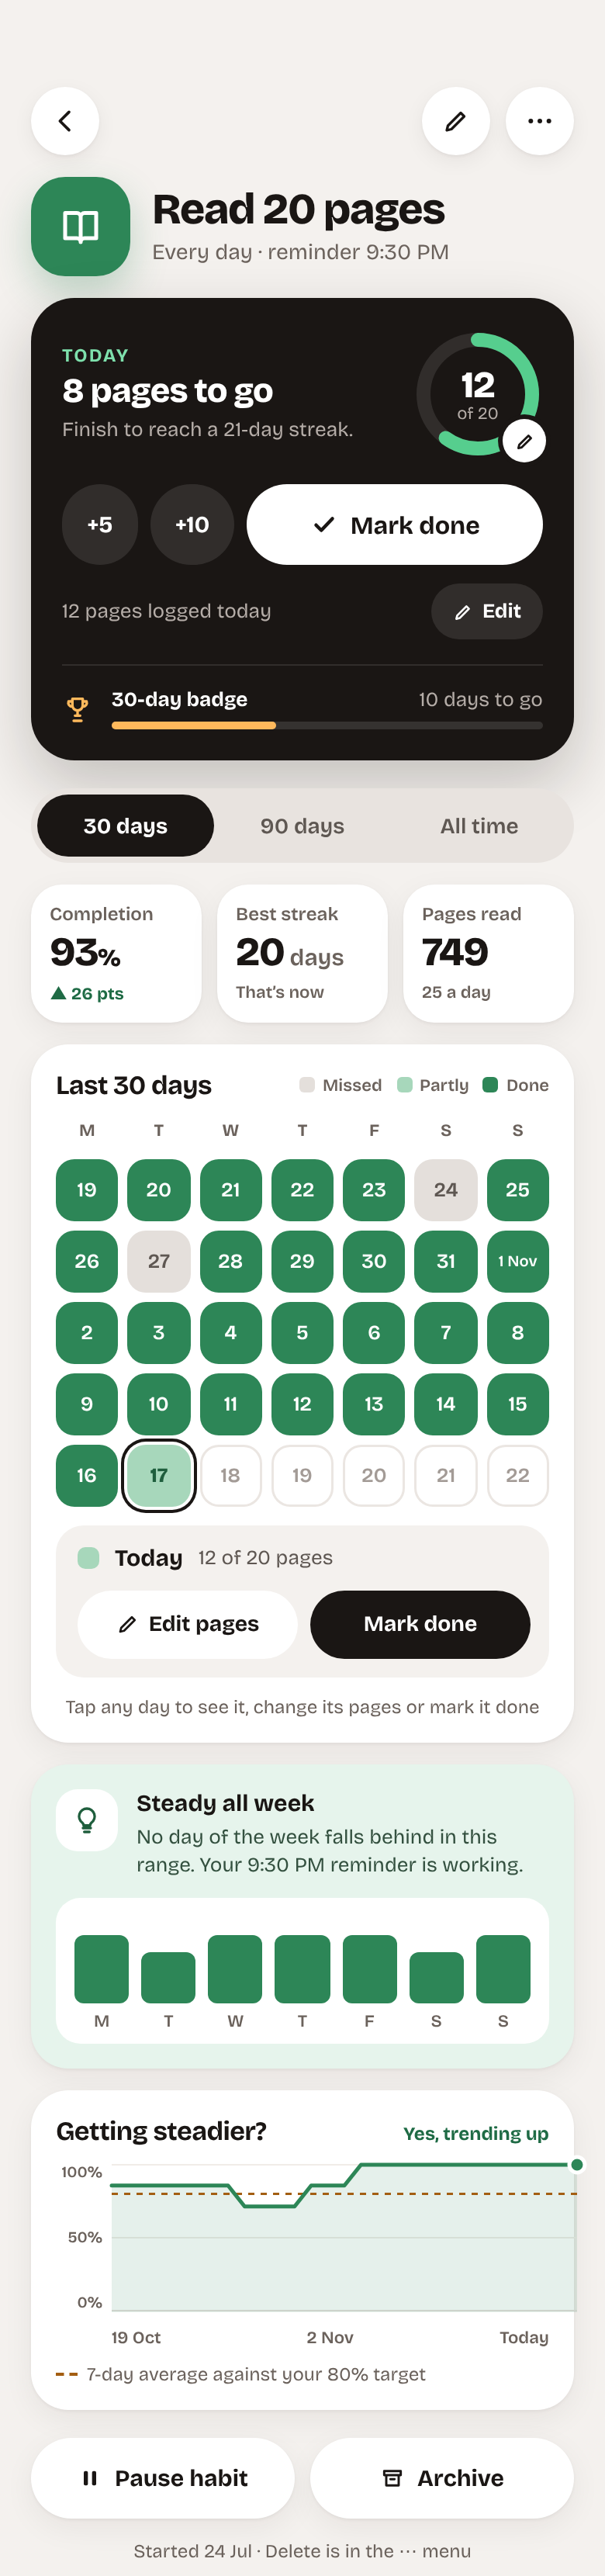 Read 20 pages
Every day · reminder 9:30 PM
TODAY
8 pages to go
Finish to reach a 21-day streak.
12
of 20
+5
+10
Mark done
12 pages logged today
Edit
30-day badge
10 days to go
30 days
90 days
All time
Completion
93%
▲ 26 pts
Best streak
20 days
That's now
Pages read
749
25 a day
Last 30 days
Missed
Partly
Done
M T W T F S S
19 20 21 22 23 24 25
26 27 28 29 30 31 1 Nov
2 3 4 5 6 7 8
9 10 11 12 13 14 15
16 17 18 19 20 21 22
Today 12 of 20 pages
Edit pages
Mark done
Tap any day to see it, change its pages or mark it done
Steady all week
No day of the week falls behind in this
range. Your 9:30 PM reminder is working.
M T W T F S S
Getting steadier?
Yes, trending up
100%
50%
0%
19 Oct
2 Nov
Today
7-day average against your 80% target
Pause habit
Archive
Started 24 Jul · Delete is in the ··· menu